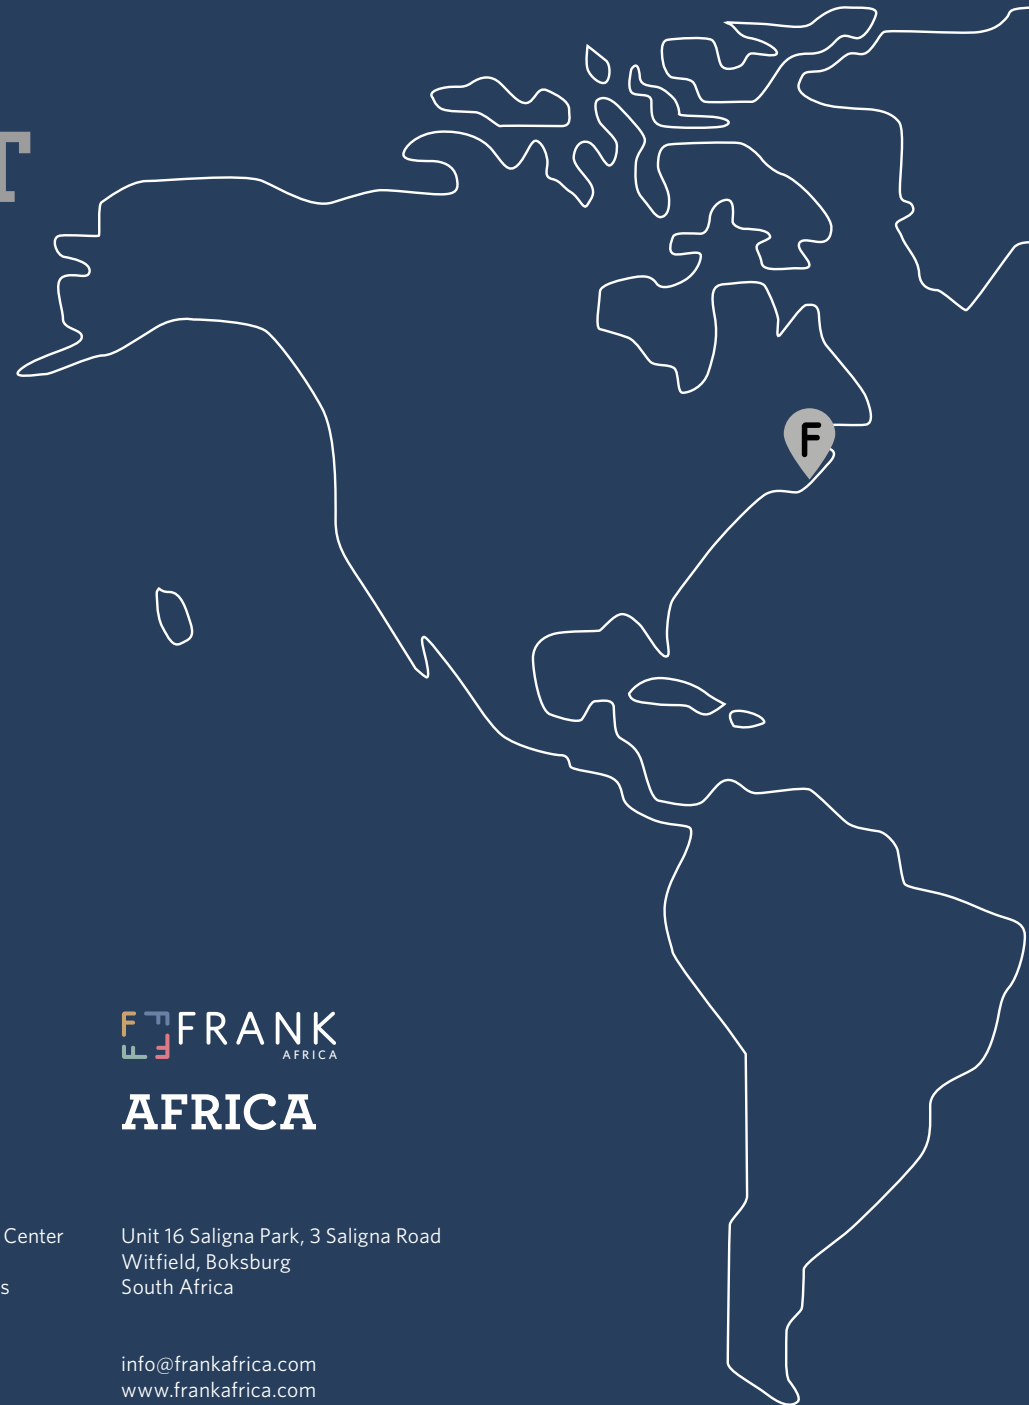 T
F
FRANK
AFRICA
AFRICA
Center
s
Unit 16 Saligna Park, 3 Saligna Road
Witfield, Boksburg
South Africa
info@frankafrica.com
www.frankafrica.com